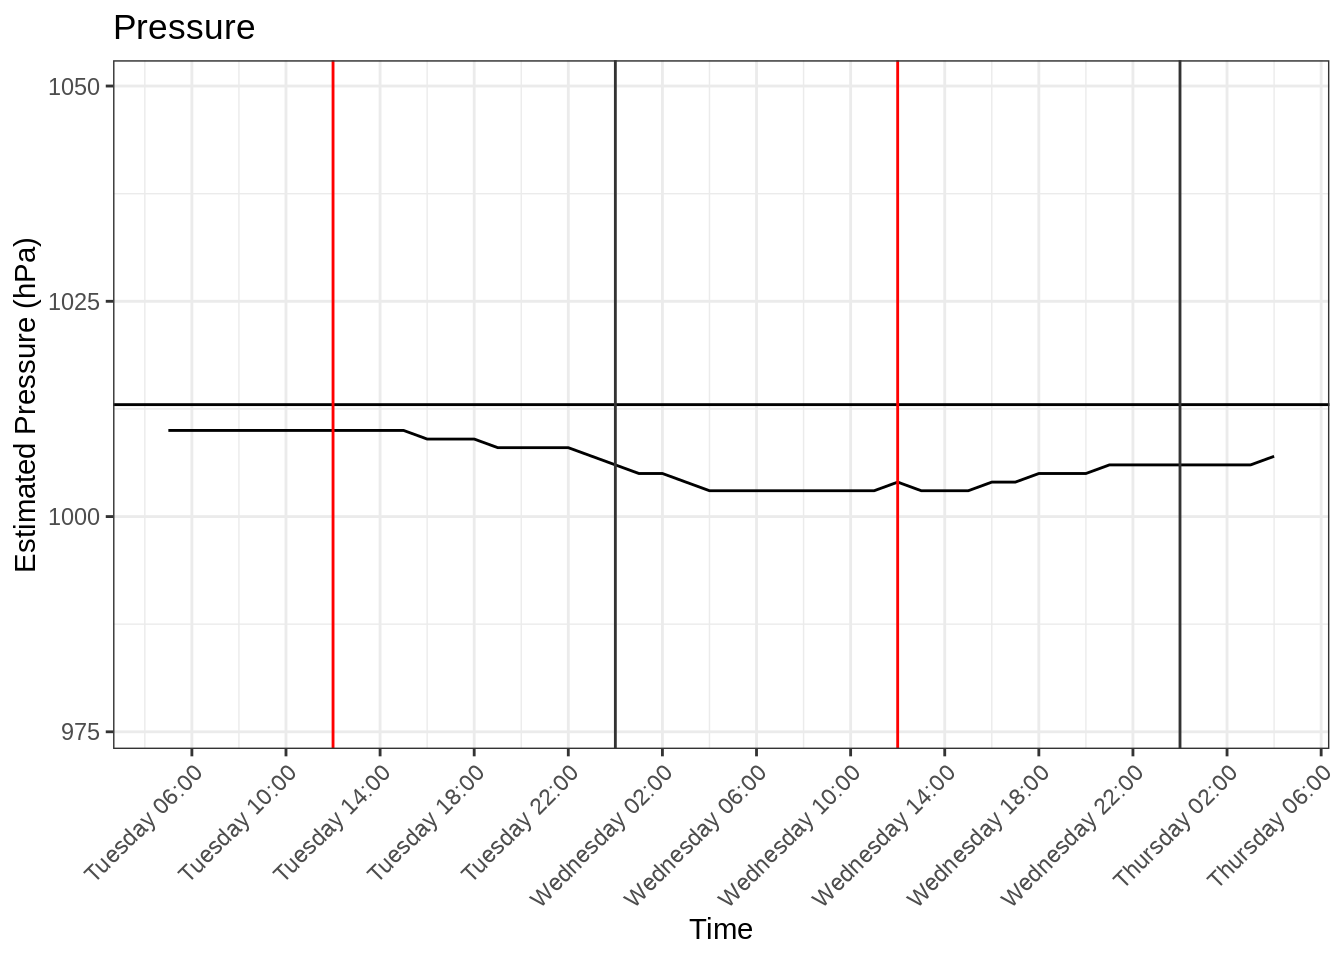 Pressure
Estimated Pressure (hPa)
1050
1025
1000
975
Tuesday 06:00
Tuesday 10:00
Tuesday 14:00
Tuesday 18:00
Tuesday 22:00
Wednesday 02:00
Wednesday 06:00
Wednesday 10:00
Wednesday 14:00
Wednesday 18:00
Wednesday 22:00
Thursday 02:00
Thursday 06:00
Time